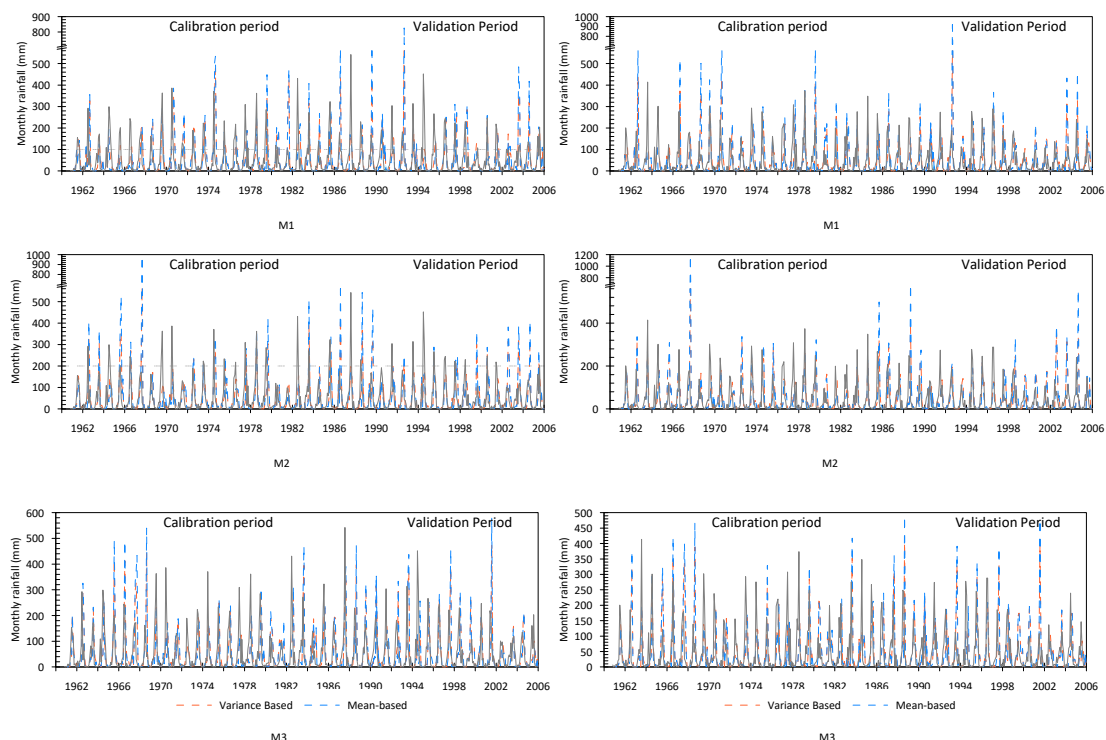 900
Calibration period
Validation Period
800
Monthly rainfall (mm)
500
400
300
200
100
0
1962 1966 1970 1974 1978 1982 1986 1990 1994 1998 2002 2006
M1
1000
Calibration period
Validation Period
900
800
Monthly rainfall (mm)
500
400
300
200
100
0
1962 1966 1970 1974 1978 1982 1986 1990 1994 1998 2002 2006
M1
1000
Calibration period
Validation Period
900
800
Monthly rainfall (mm)
500
400
300
200
100
0
1962 1966 1970 1974 1978 1982 1986 1990 1994 1998 2002 2006
M2
1200
Calibration period
Validation Period
1000
800
Monthly rainfall (mm)
400
200
0
1962 1966 1970 1974 1978 1982 1986 1990 1994 1998 2002 2006
M2
600
Calibration period
Validation Period
500
Monthly rainfall (mm)
400
300
200
100
0
1962 1966 1970 1974 1978 1982 1986 1990 1994 1998 2002 2006
Variance Based Mean-based
M3
500
Calibration period
Validation Period
450
400
Monthly rainfall (mm)
350
300
250
200
150
100
50
0
1962 1966 1970 1974 1978 1982 1986 1990 1994 1998 2002 2006
Variance Based Mean-based
M3